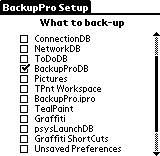 BackupPro Setup
What to back-up
ConnectionDB
NetworkDB
ToDoDB
BackupProDB
Pictures
TPnt Workspace
BackupPro.ipro
TealPaint
Graffiti
psysLaunchDB
Graffiti ShortCuts
Unsaved Preferences